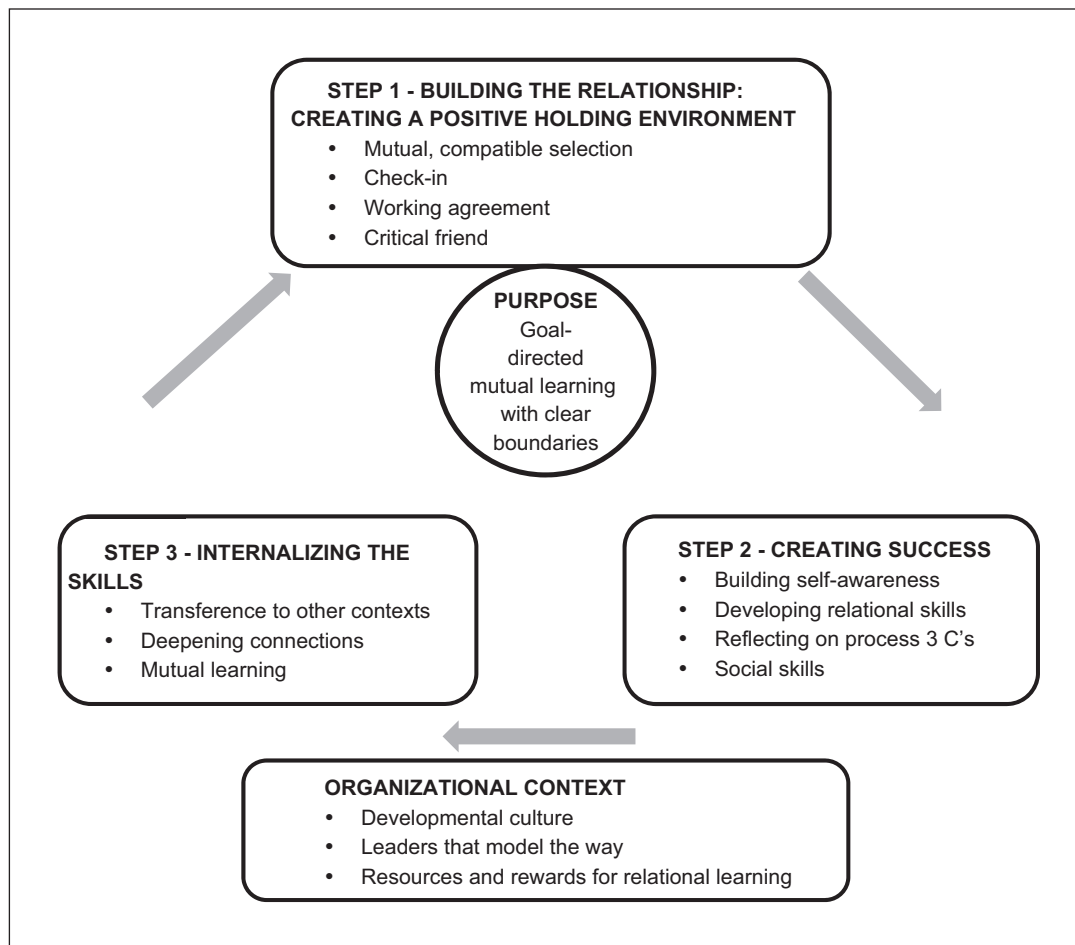 STEP 1 - BUILDING THE RELATIONSHIP:
CREATING A POSITIVE HOLDING ENVIRONMENT
• Mutual, compatible selection
• Check-in
• Working agreement
• Critical friend
PURPOSE
Goal-
directed
mutual learning
with clear
boundaries
STEP 2 - CREATING SUCCESS
• Building self-awareness
• Developing relational skills
• Reflecting on process 3 C's
• Social skills
STEP 3 - INTERNALIZING THE
SKILLS
• Transference to other contexts
• Deepening connections
• Mutual learning
ORGANIZATIONAL CONTEXT
• Developmental culture
• Leaders that model the way
• Resources and rewards for relational learning